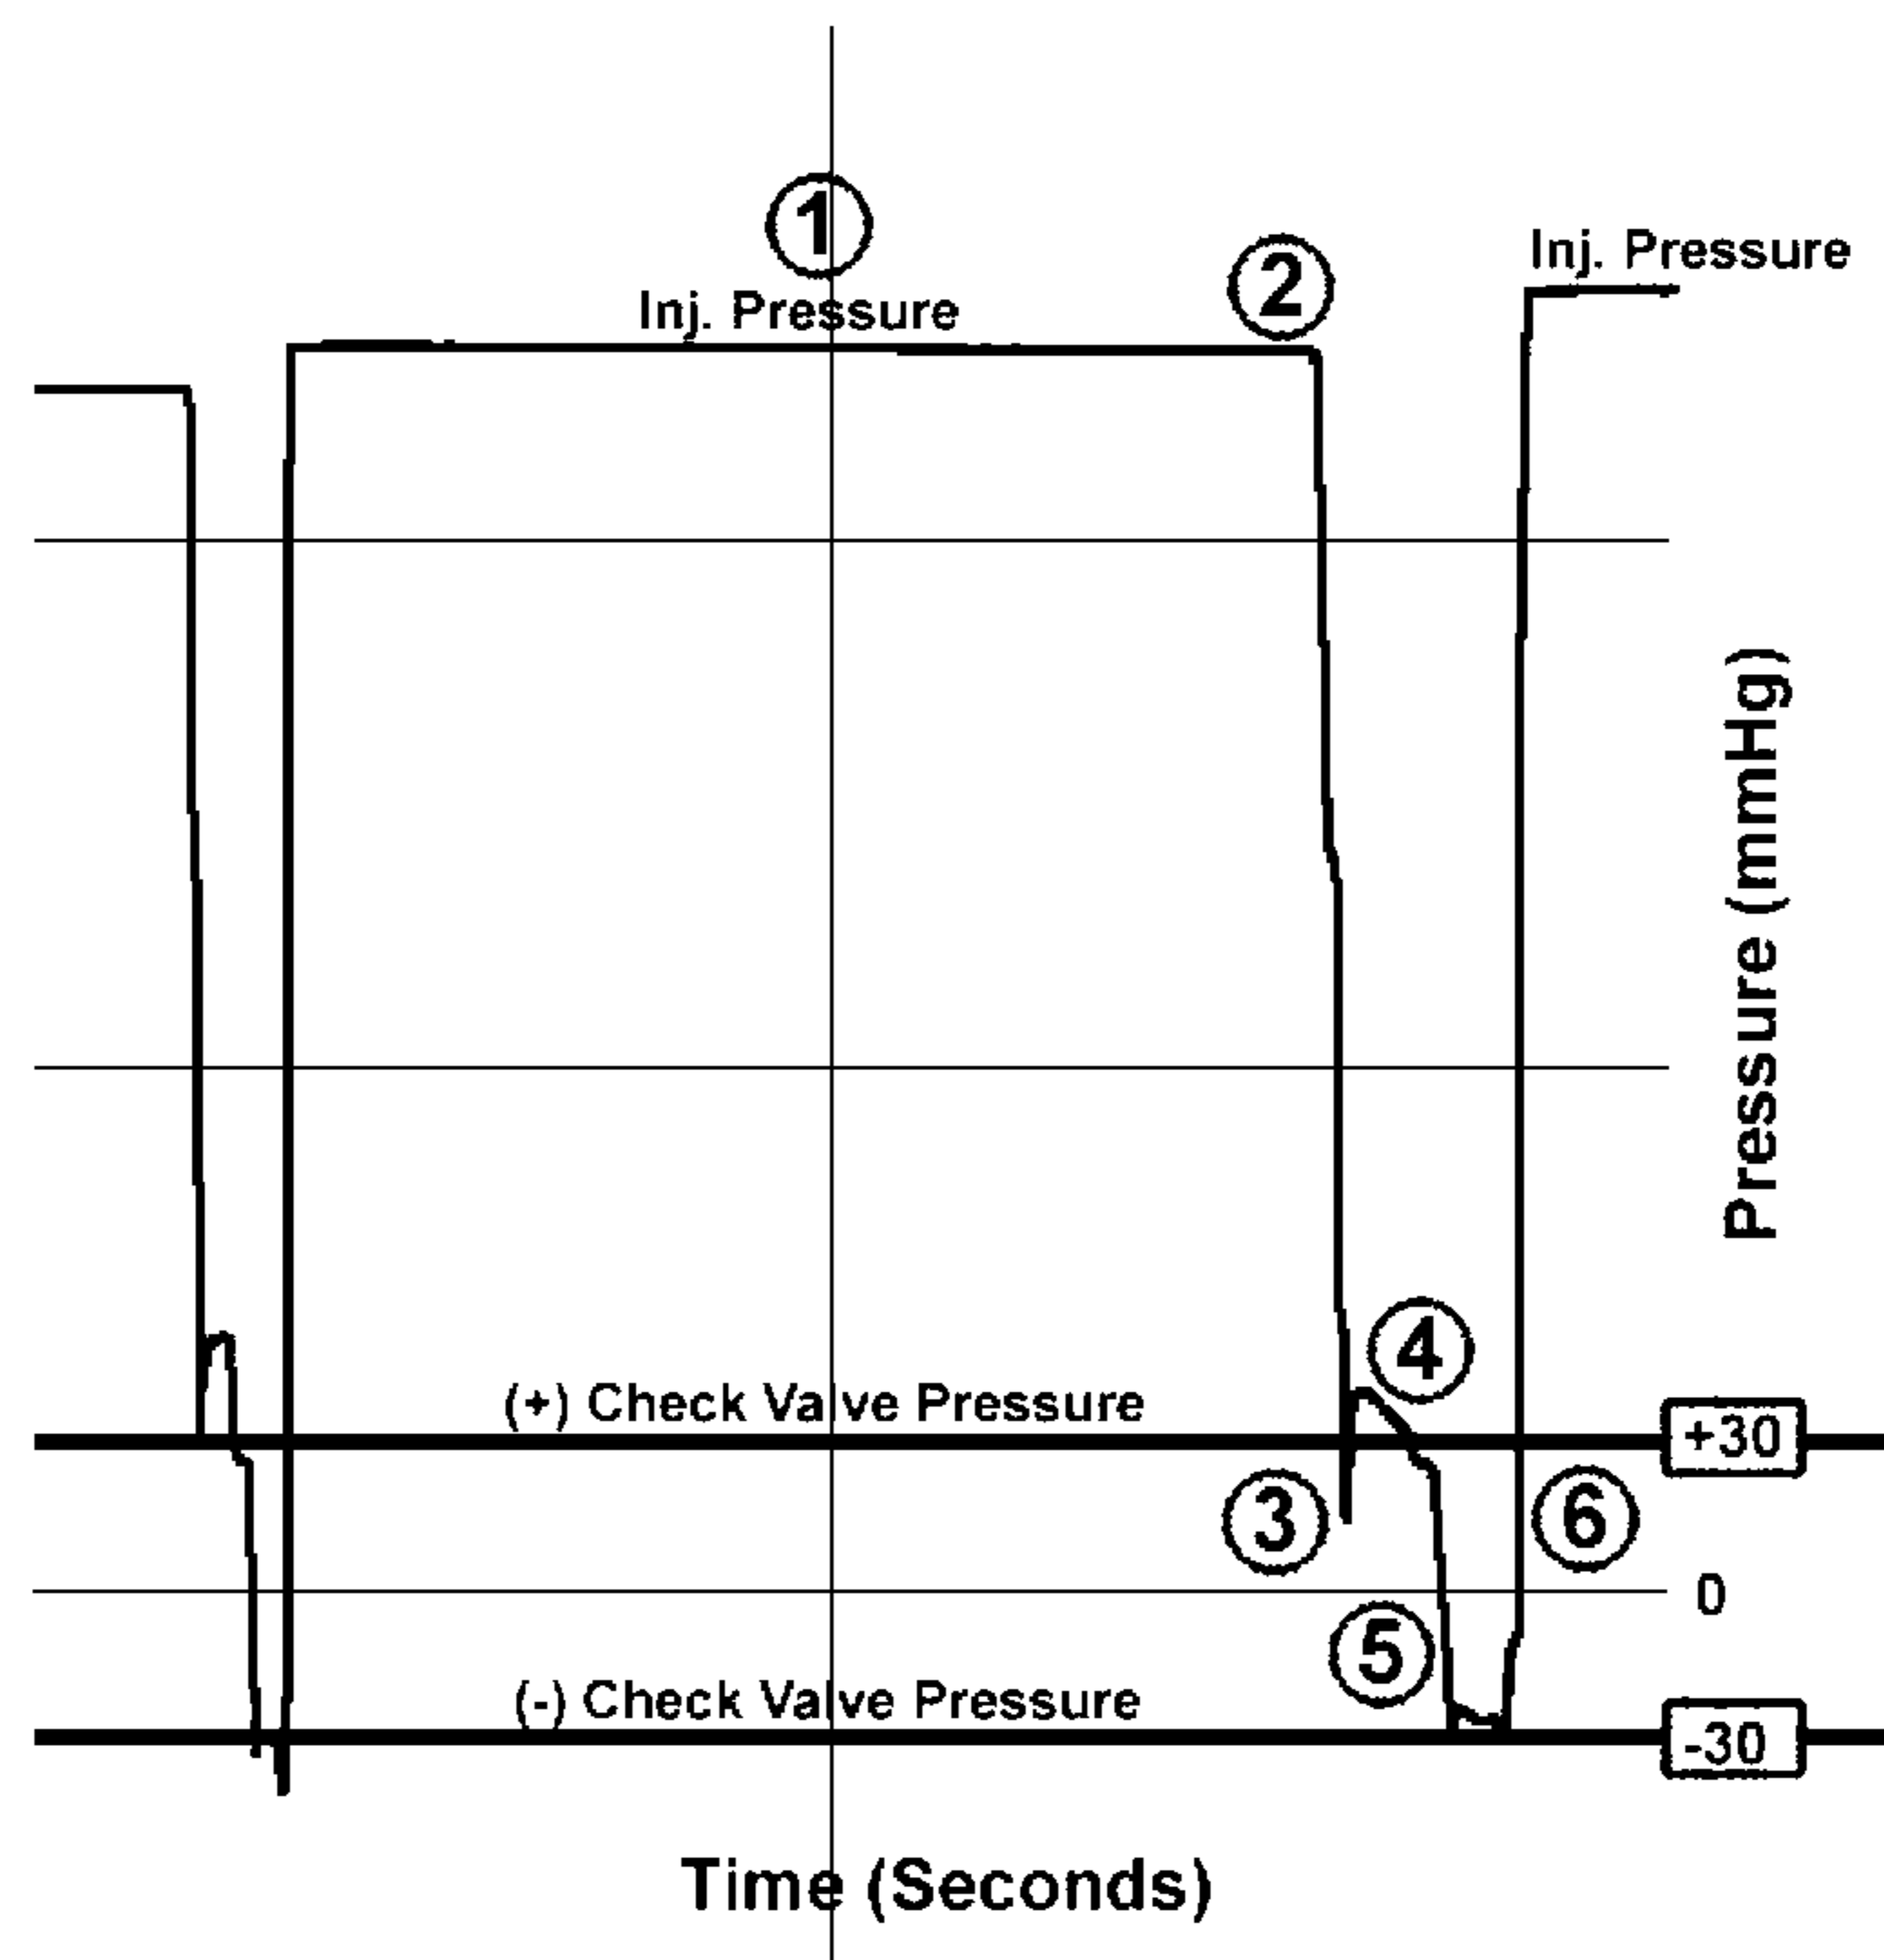 1
2
Inj. Pressure
Inj. Pressure
Pressure (mmHg)
4
(+) Check Valve Pressure
+30
3
6
0
5
(-) Check Valve Pressure
-30
Time (Seconds)